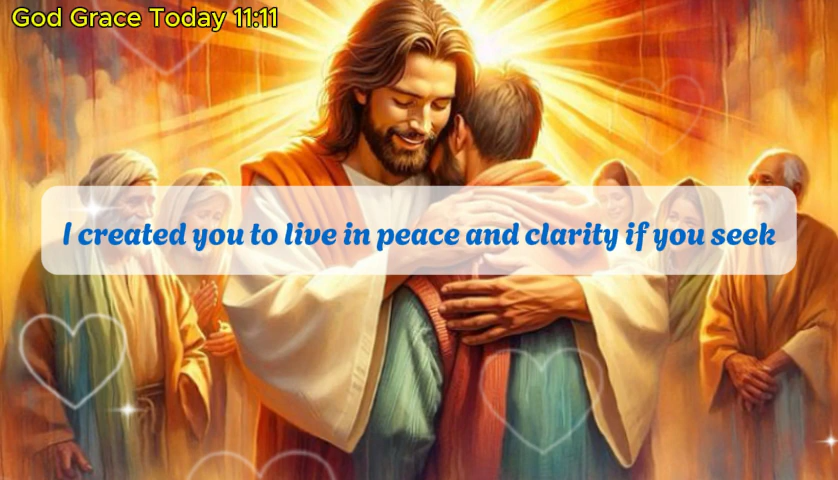 God Grace Today 11:11
I created you to live in peace and clarity if you seek